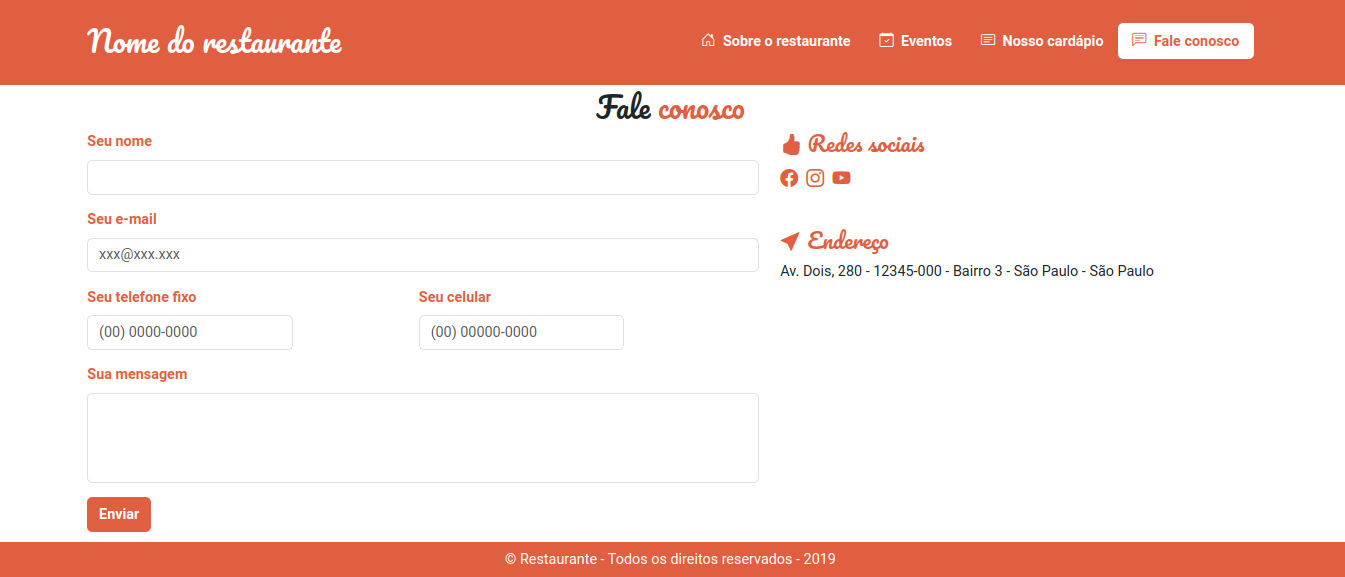 Nome do restaurante
Sobre o restaurante
Eventos
Nosso cardápio
Fale conosco
Fale conosco
Seu nome
Seu e-mail
xxx@xxx.xxx
Seu telefone fixo
Seu celular
(00) 0000-0000
(00) 00000-0000
Sua mensagem
Enviar
Redes sociais
Endereço
Av. Dois, 280 - 12345-000 - Bairro 3 - São Paulo - São Paulo
© Restaurante - Todos os direitos reservados - 2019